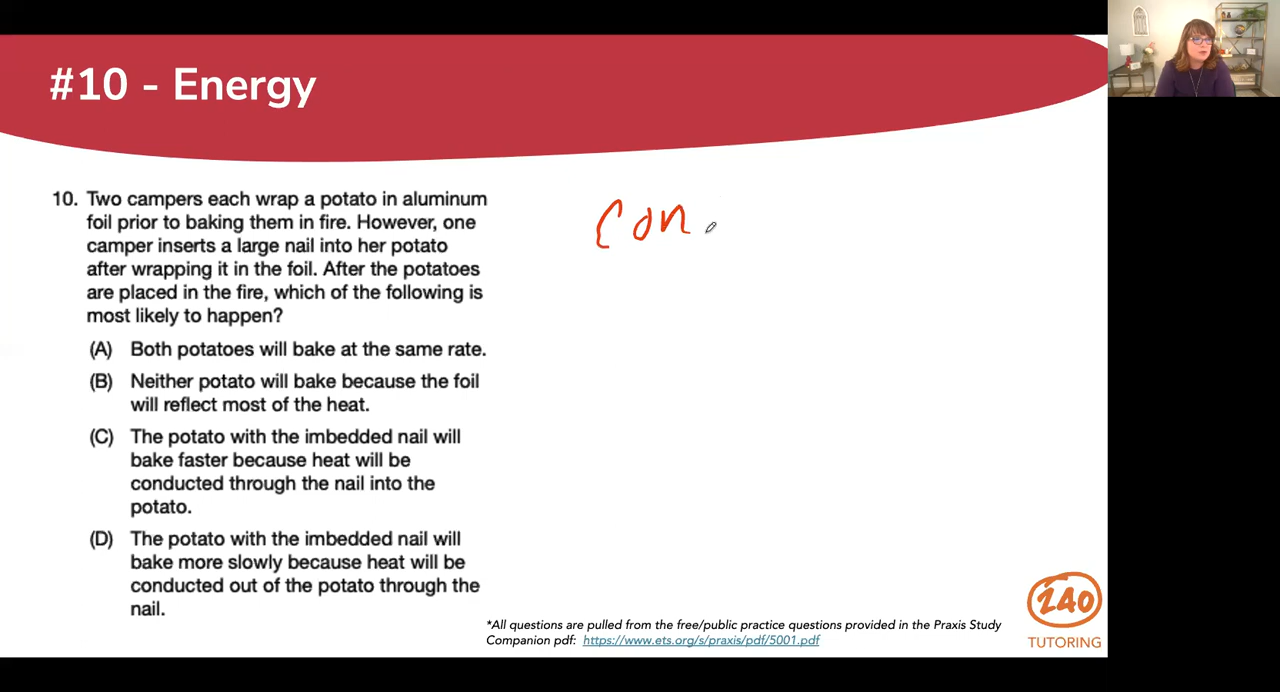 #10 - Energy
10. Two campers each wrap a potato in aluminum
foil prior to baking them in fire. However, one
camper inserts a large nail into her potato
after wrapping it in the foil. After the potatoes
are placed in the fire, which of the following is
most likely to happen?
(A) Both potatoes will bake at the same rate.
(B) Neither potato will bake because the foil
will reflect most of the heat.
(C) The potato with the imbedded nail will
bake faster because heat will be
conducted through the nail into the
potato.
(D) The potato with the imbedded nail will
bake more slowly because heat will be
conducted out of the potato through the
nail.
Con
*All questions are pulled from the free/public practice questions provided in the Praxis Study
Companion pdf: https://www.ets.org/s/praxis/pdf/5001.pdf
240
TUTORING